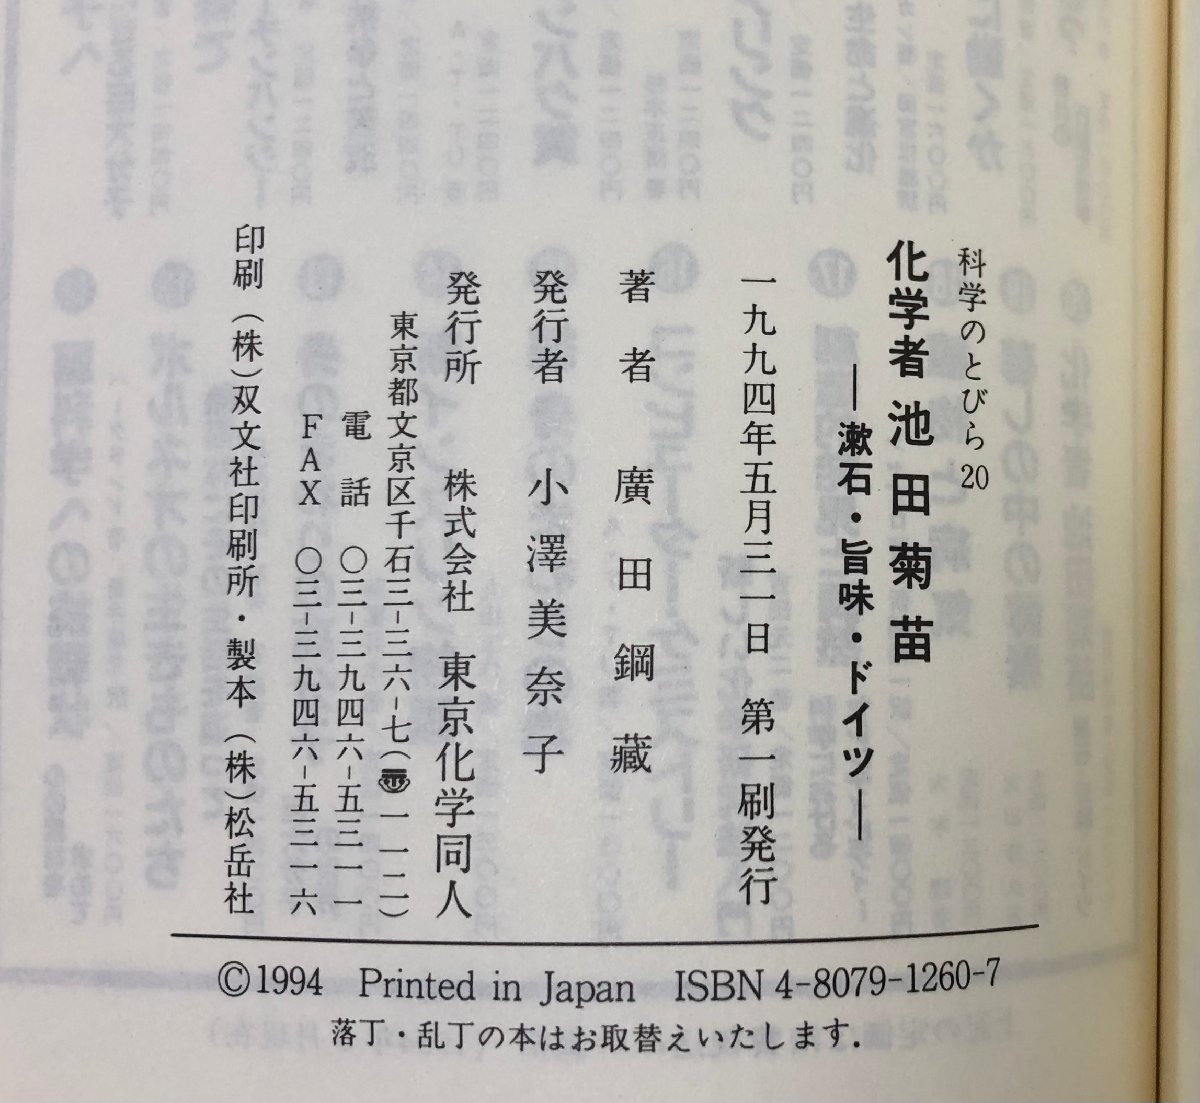 科学のとびら20
化学者 池田菊苗
―漱石・旨味・ドイツ―
一九九四年五月三一日 第一刷発行
著者 廣田鋼藏
発行者 小澤美奈子
発行所 株式会社 東京化学同人
東京都文京区千石三-三六-七(〒一一二)
電話 〇三-三九四六-五三一一
FAX 〇三-三九四六-五三一六
印刷 (株)双文社印刷所・製本 (株)松岳社
©1994 Printed in Japan ISBN 4-8079-1260-7
落丁・乱丁の本はお取替えいたします.